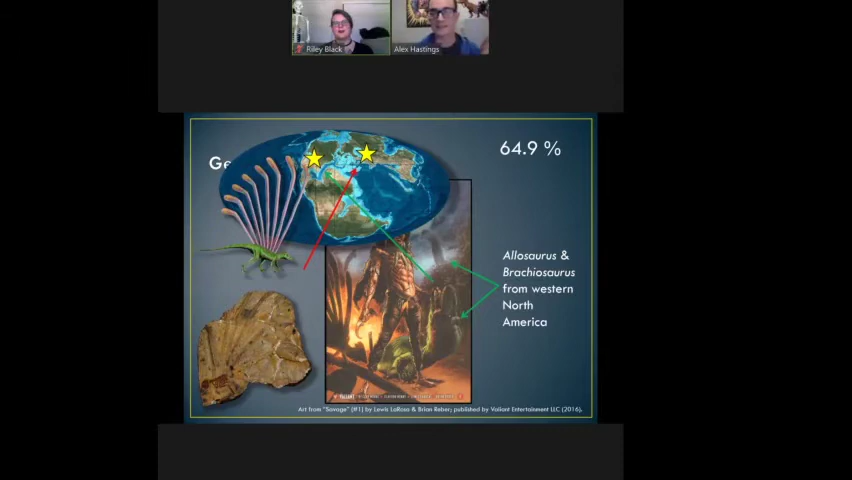 Riley Black
Alex Hastings
Ge
64.9 %
Allosaurus &
Brachiosaurus
from western
North
America
Art from "Savage" (#1) by Lewis LaRosa & Brian Reber; published by Valiant Entertainment LLC (2016).